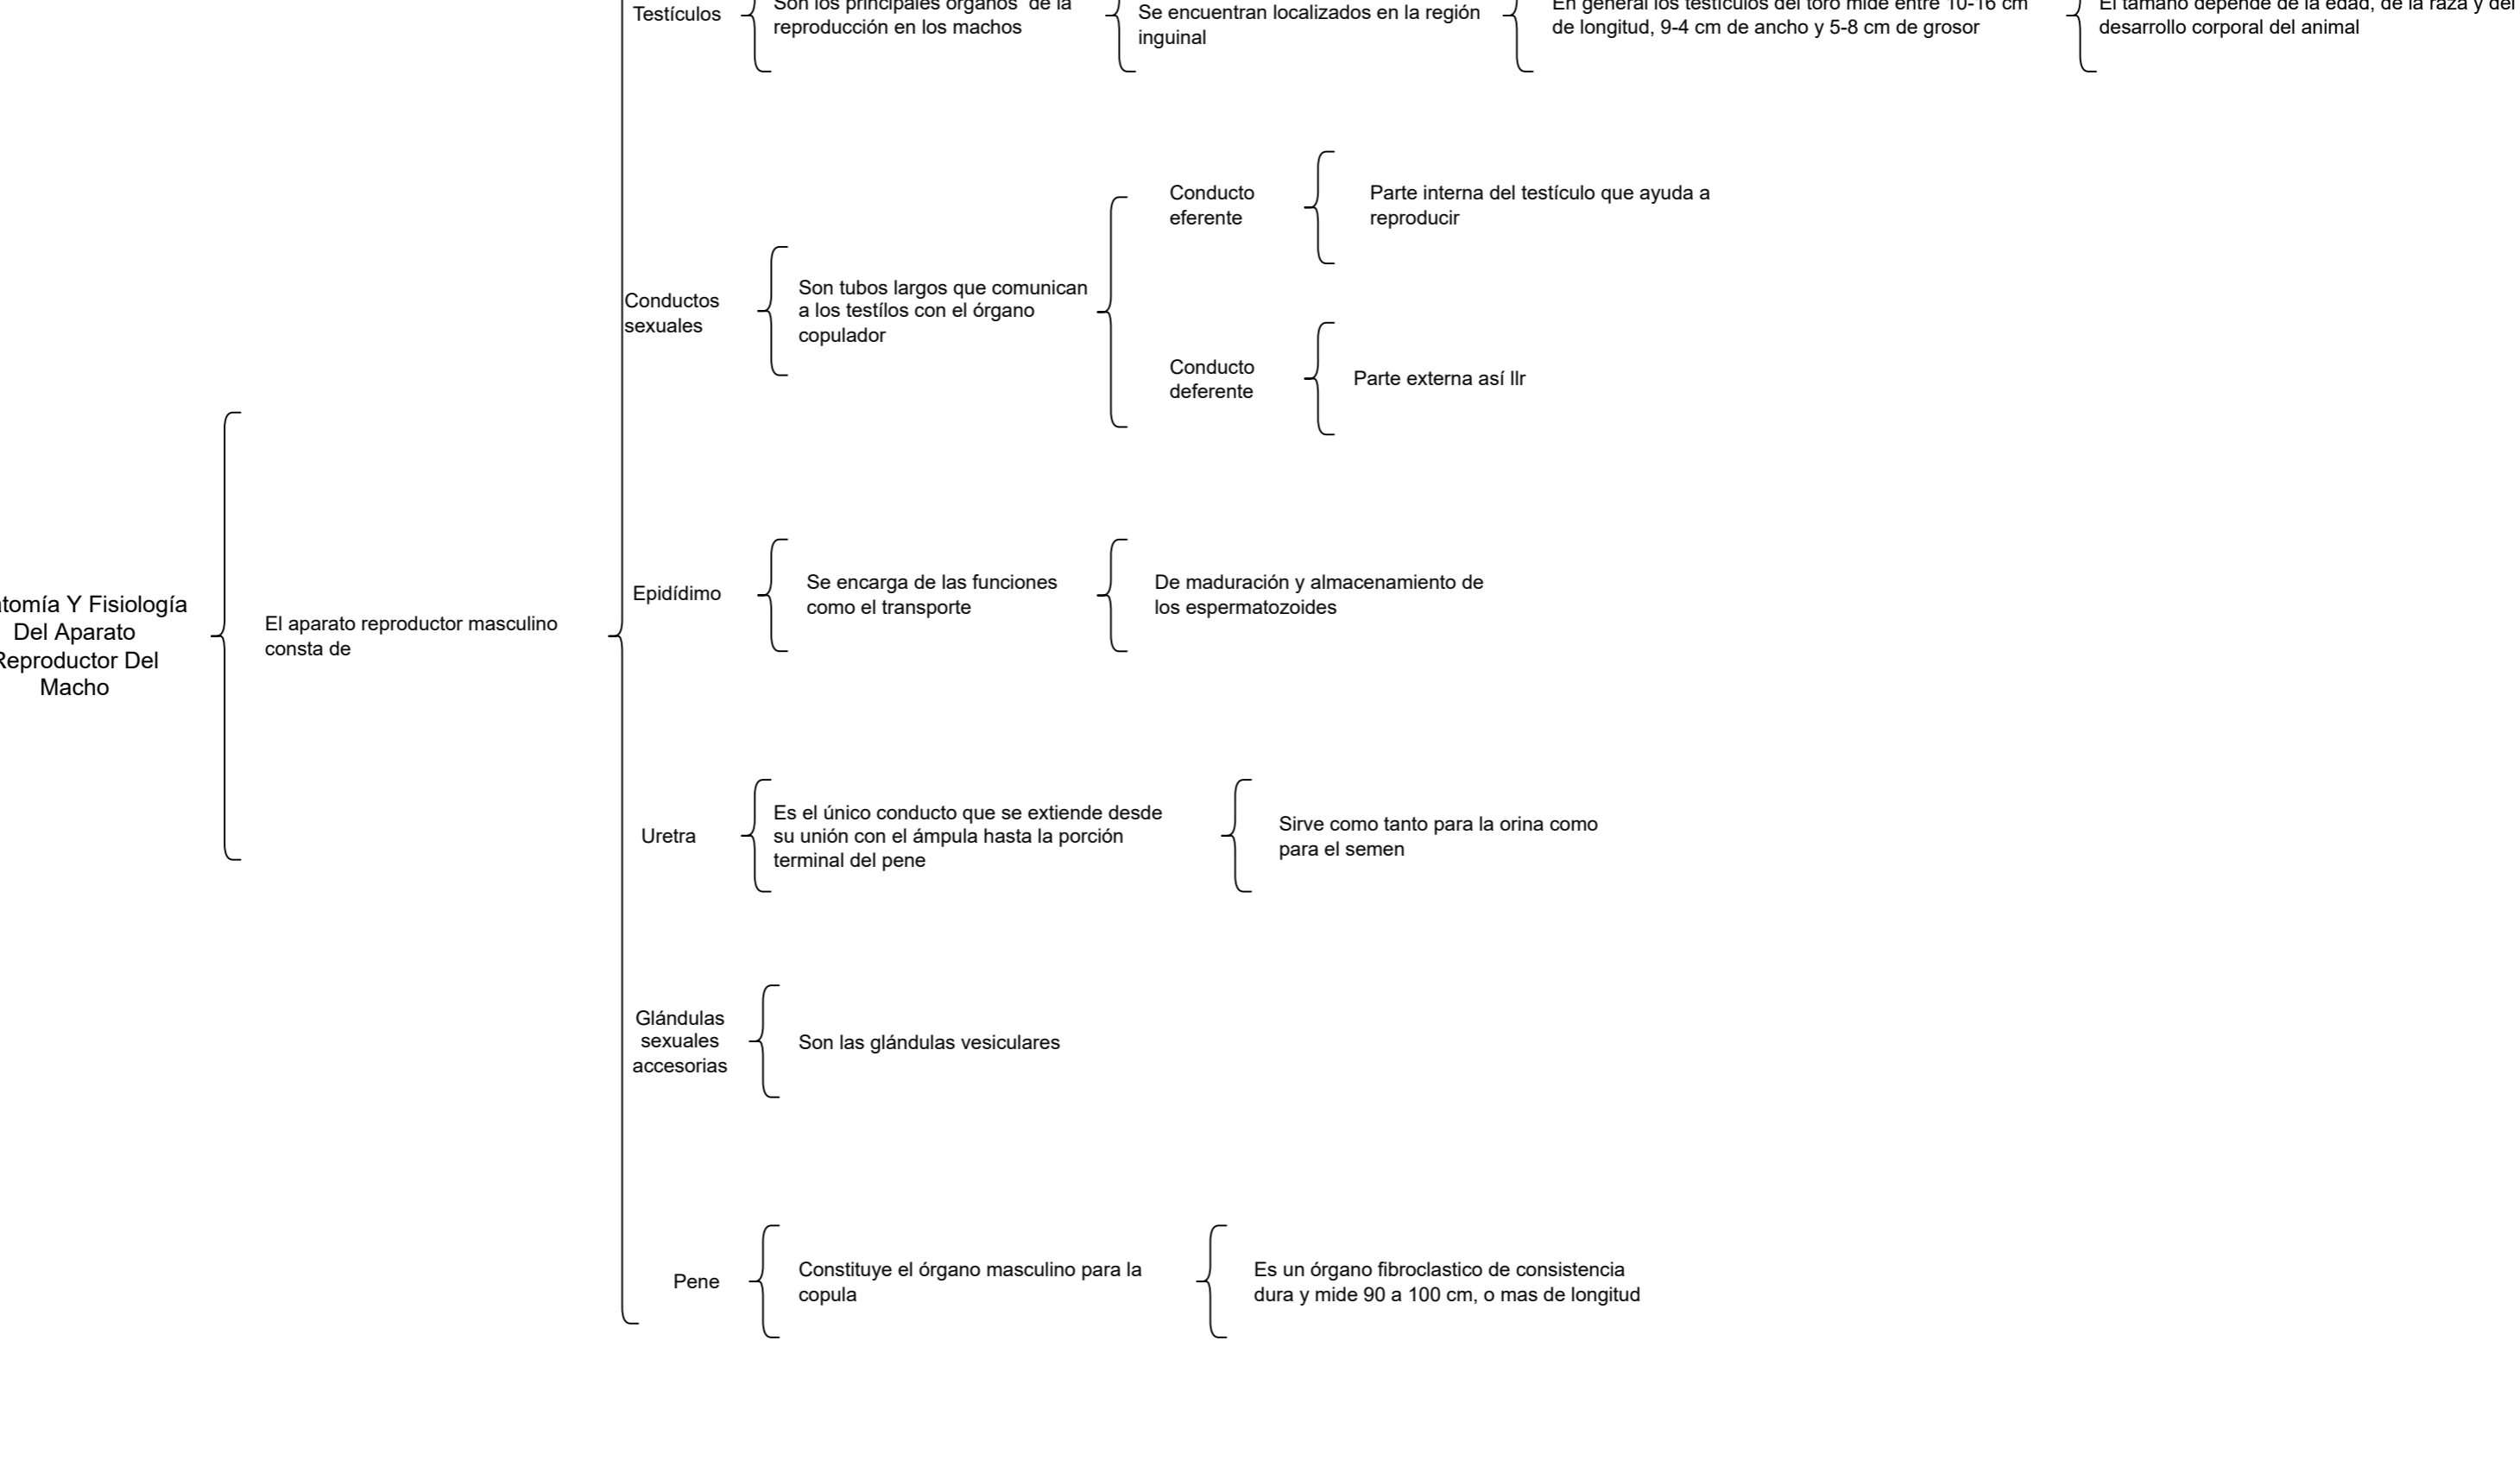 Testículos
Son los principales órganos de la
reproducción en los machos
Se encuentran localizados en la región
inguinal
En general los testículos del toro mide entre 10-16 cm
de longitud, 9-4 cm de ancho y 5-8 cm de grosor
El tamaño depende de la edad, de la raza y del
desarrollo corporal del animal
Conductos
sexuales
Son tubos largos que comunican
a los testílos con el órgano
copulador
Conducto
eferente
Parte interna del testículo que ayuda a
reproducir
Conducto
deferente
Parte externa así llr
Epidídimo
Se encarga de las funciones
como el transporte
De maduración y almacenamiento de
los espermatozoides
tomía Y Fisiología
Del Aparato
Reproductor Del
Macho
El aparato reproductor masculino
consta de
Uretra
Es el único conducto que se extiende desde
su unión con el ámpula hasta la porción
terminal del pene
Sirve como tanto para la orina como
para el semen
Glándulas
sexuales
accesorias
Son las glándulas vesiculares
Pene
Constituye el órgano masculino para la
copula
Es un órgano fibroclastico de consistencia
dura y mide 90 a 100 cm, o mas de longitud